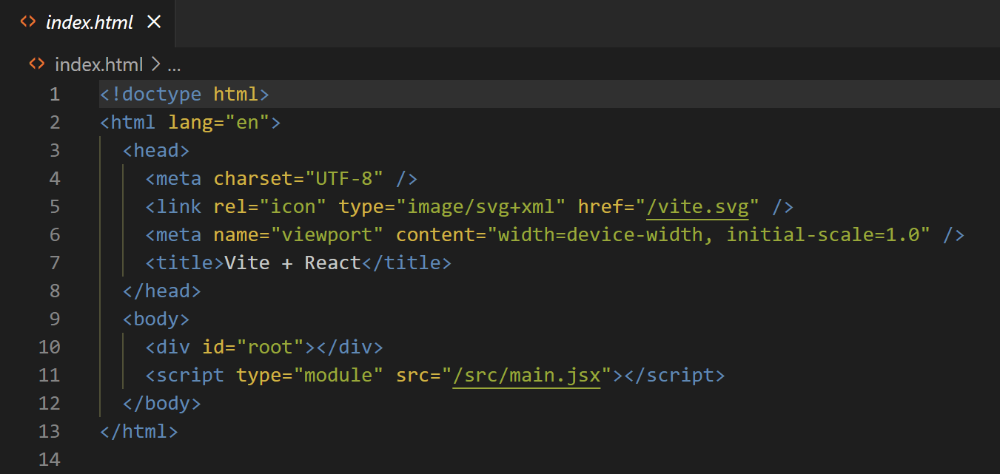 index.html
index.html > ...
1 <!doctype html>
2 <html lang="en">
3   <head>
4     <meta charset="UTF-8" />
5     <link rel="icon" type="image/svg+xml" href="/vite.svg" />
6     <meta name="viewport" content="width=device-width, initial-scale=1.0" />
7     <title>Vite + React</title>
8   </head>
9   <body>
10     <div id="root"></div>
11     <script type="module" src="/src/main.jsx"></script>
12   </body>
13 </html>
14